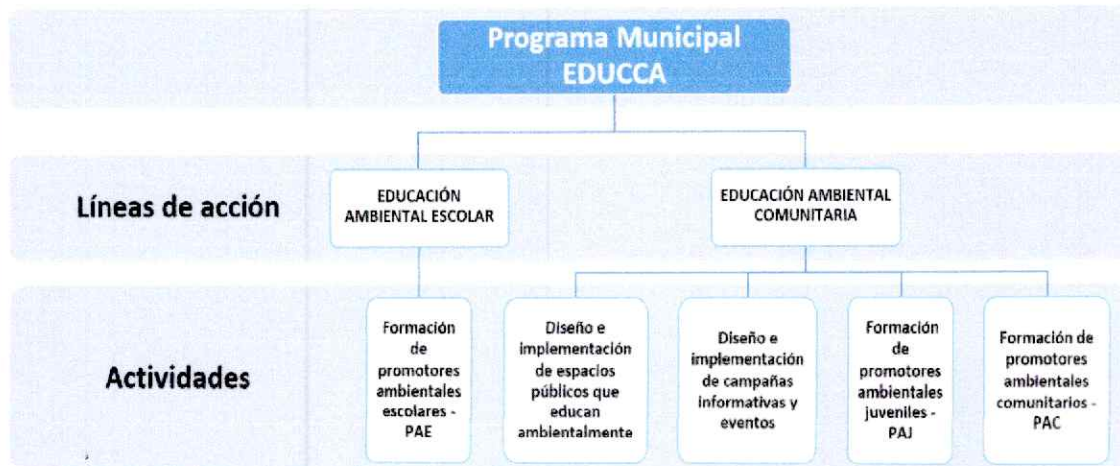 Programa Municipal
EDUCCA
Líneas de acción
EDUCACIÓN
AMBIENTAL ESCOLAR
EDUCACIÓN AMBIENTAL
COMUNITARIA
Actividades
Formación
de
promotores
ambientales
escolares -
PAE
Diseño e
implementación
de espacios
públicos que
educan
ambientalmente
Diseño e
implementación
de campañas
informativas y
eventos
Formación
de
promotores
ambientales
juveniles -
PAJ
Formación de
promotores
ambientales
comunitarios -
PAC